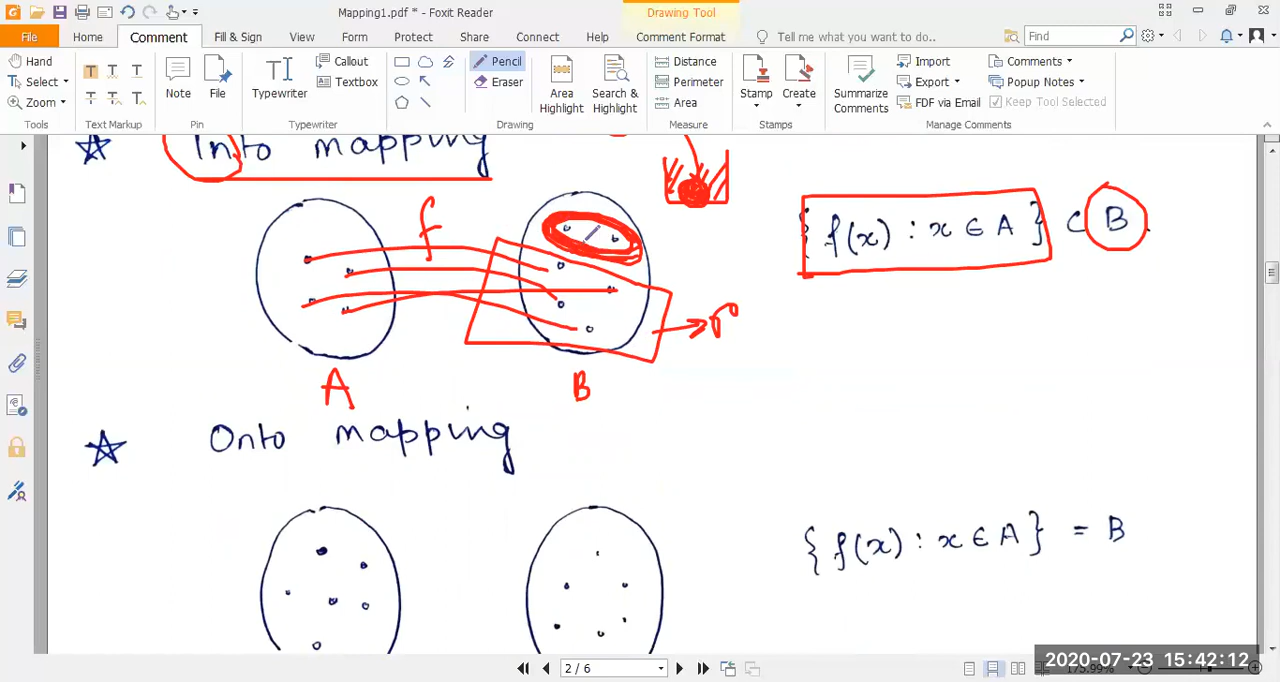 Mapping1.pdf * - Foxit Reader
Drawing Tool
File Home Comment Fill & Sign View Form Protect Share Connect Help Comment Format Tell me what you want to do.. Find
Hand
Select
Zoom
Tools
Text Markup
Note
File
Pin
Typewriter
Callout
Textbox
Typewriter
Pencil
Eraser
Drawing
Area Highlight
Search & Highlight
Distance
Perimeter
Area
Measure
Stamp
Create
Stamps
Summarize Comments
Import
Export
FDF via Email
Comments
Popup Notes
Keep Tool Selected
Manage Comments
Into mapping
f
{ f(x) : x ∈ A } ⊂ B
A
B
Onto mapping
{ f(x) : x ∈ A } = B
2 / 6
2020-07-23 15:42:12